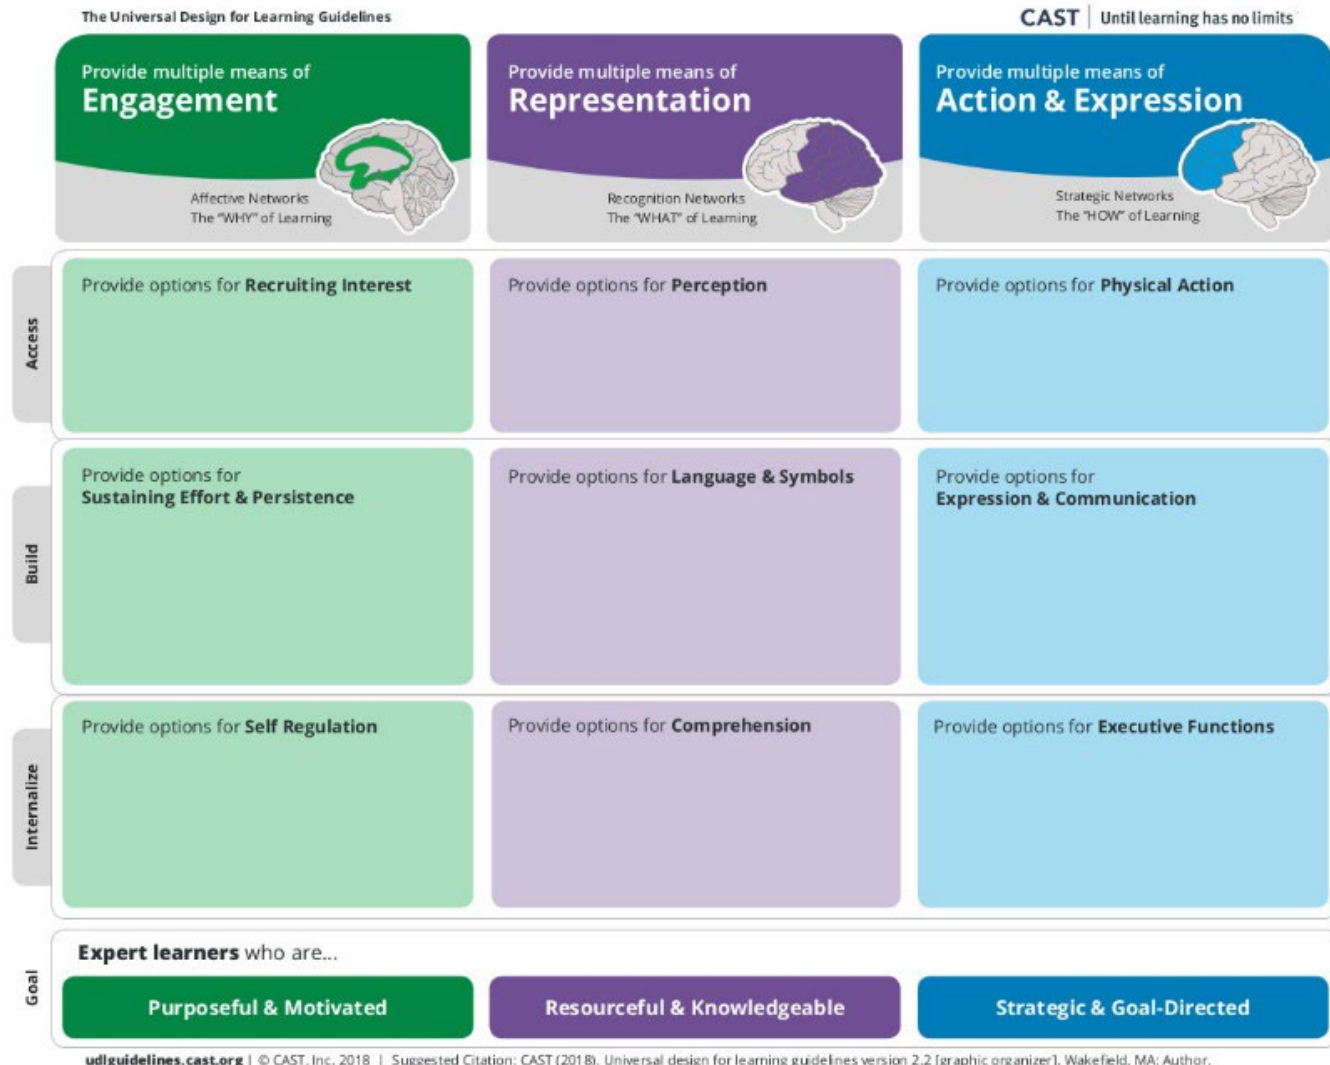 The Universal Design for Learning Guidelines
CAST | Until learning has no limits
Provide multiple means of
Engagement
Affective Networks
The "WHY" of Learning
Provide multiple means of
Representation
Recognition Networks
The "WHAT" of Learning
Provide multiple means of
Action & Expression
Strategic Networks
The "HOW" of Learning
Access
Provide options for Recruiting Interest
Provide options for Perception
Provide options for Physical Action
Build
Provide options for
Sustaining Effort & Persistence
Provide options for Language & Symbols
Provide options for
Expression & Communication
Internalize
Provide options for Self Regulation
Provide options for Comprehension
Provide options for Executive Functions
Goal
Expert learners who are...
Purposeful & Motivated
Resourceful & Knowledgeable
Strategic & Goal-Directed
udlguidelines.cast.org | © CAST, Inc. 2018 | Suggested Citation: CAST (2018). Universal design for learning guidelines version 2.2 [graphic organizer]. Wakefield, MA: Author.